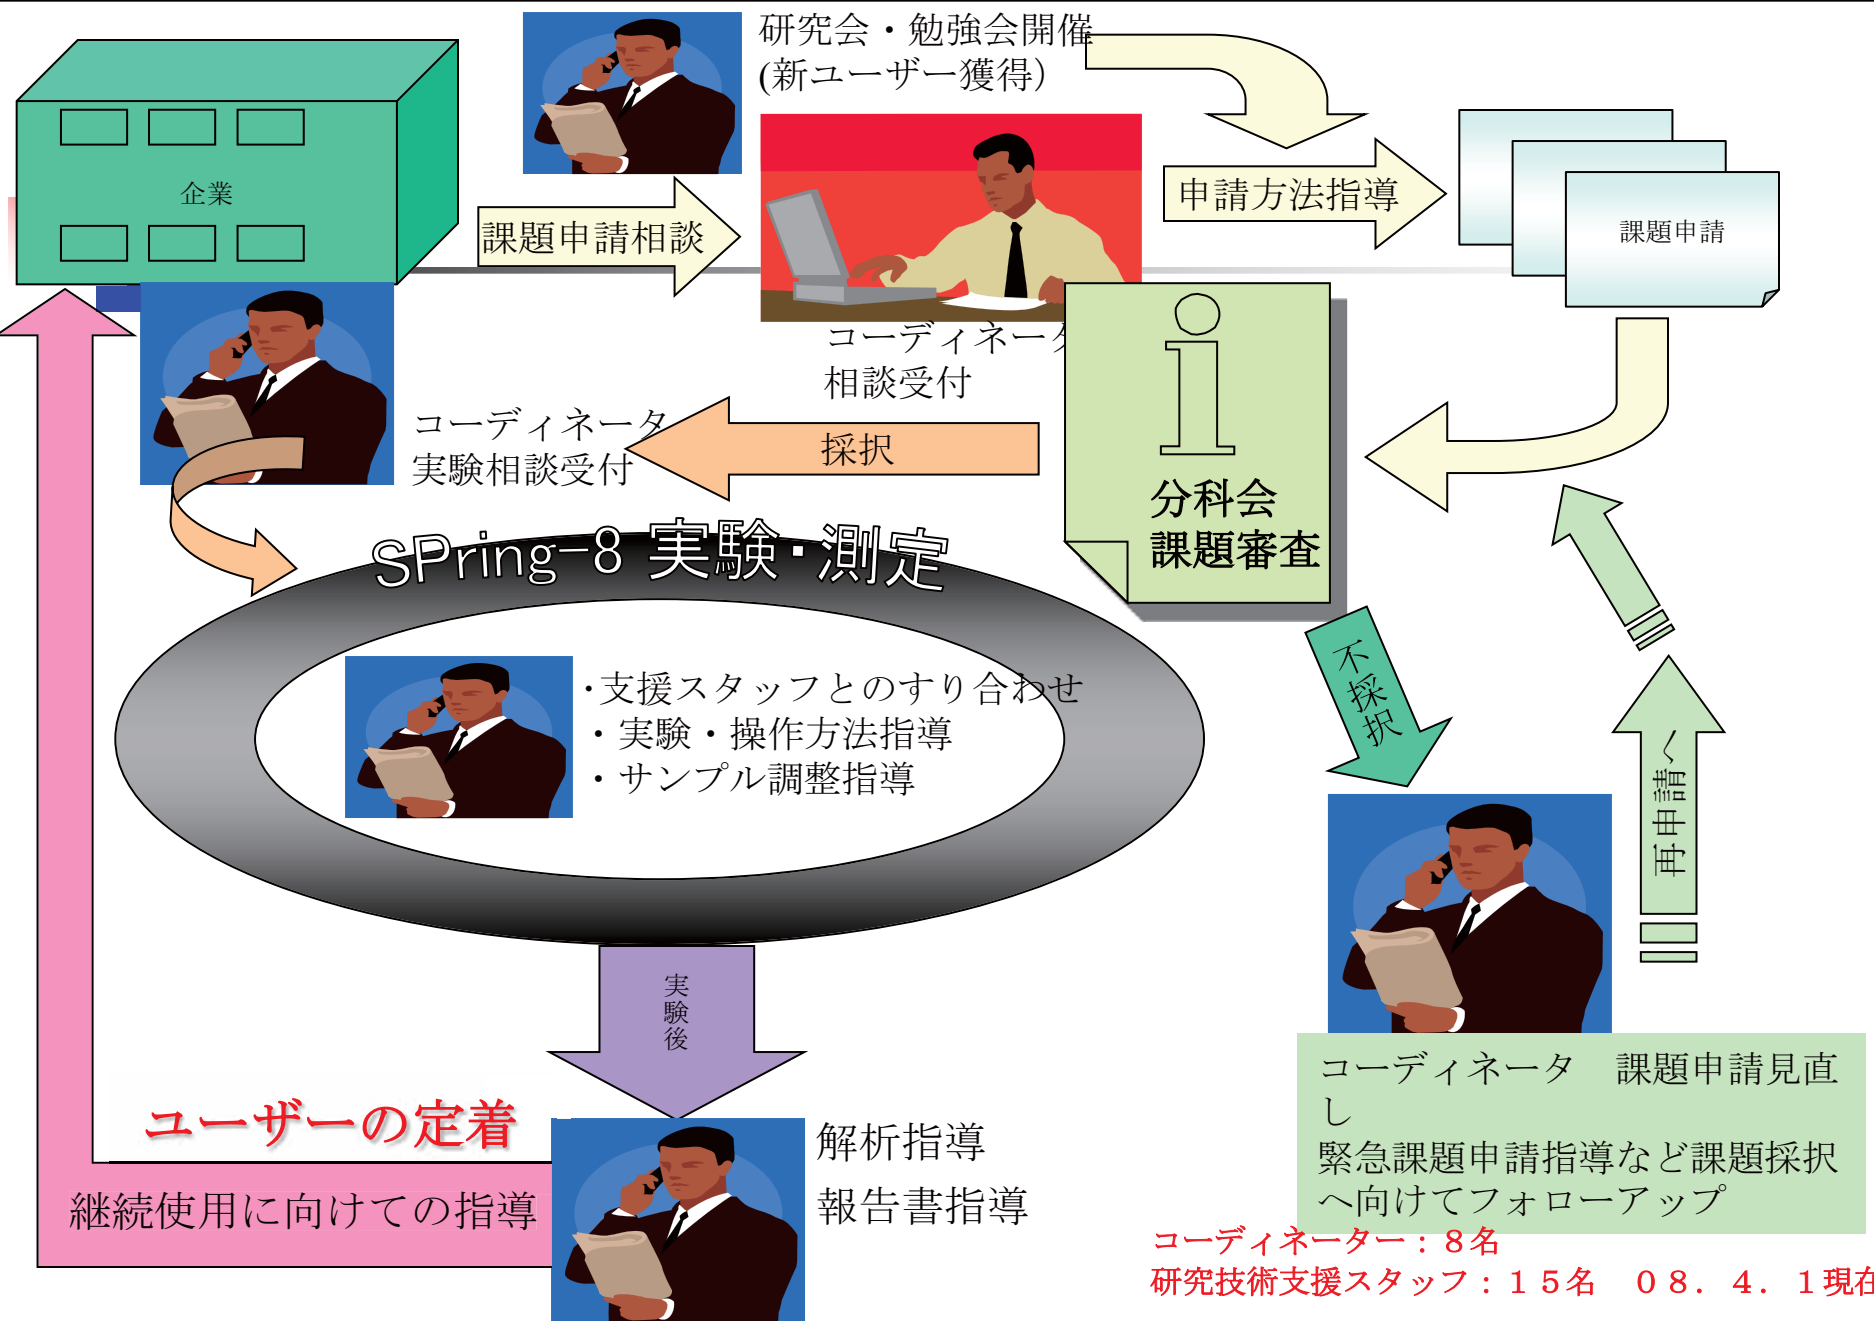 研究会・勉強会開催
(新ユーザー獲得）
企業
課題申請相談
申請方法指導
課題申請
コーディネータ
相談受付
コーディネータ
実験相談受付
採択
分科会
課題審査
SPring-8 実験・測定
・支援スタッフとのすり合わせ
・実験・操作方法指導
・サンプル調整指導
不採択
再申請へ
実験後
コーディネータ　課題申請見直
し
緊急課題申請指導など課題採択
へ向けてフォローアップ
ユーザーの定着
継続使用に向けての指導
解析指導
報告書指導
コーディネーター：８名
研究技術支援スタッフ：１５名　０８．４．１現在